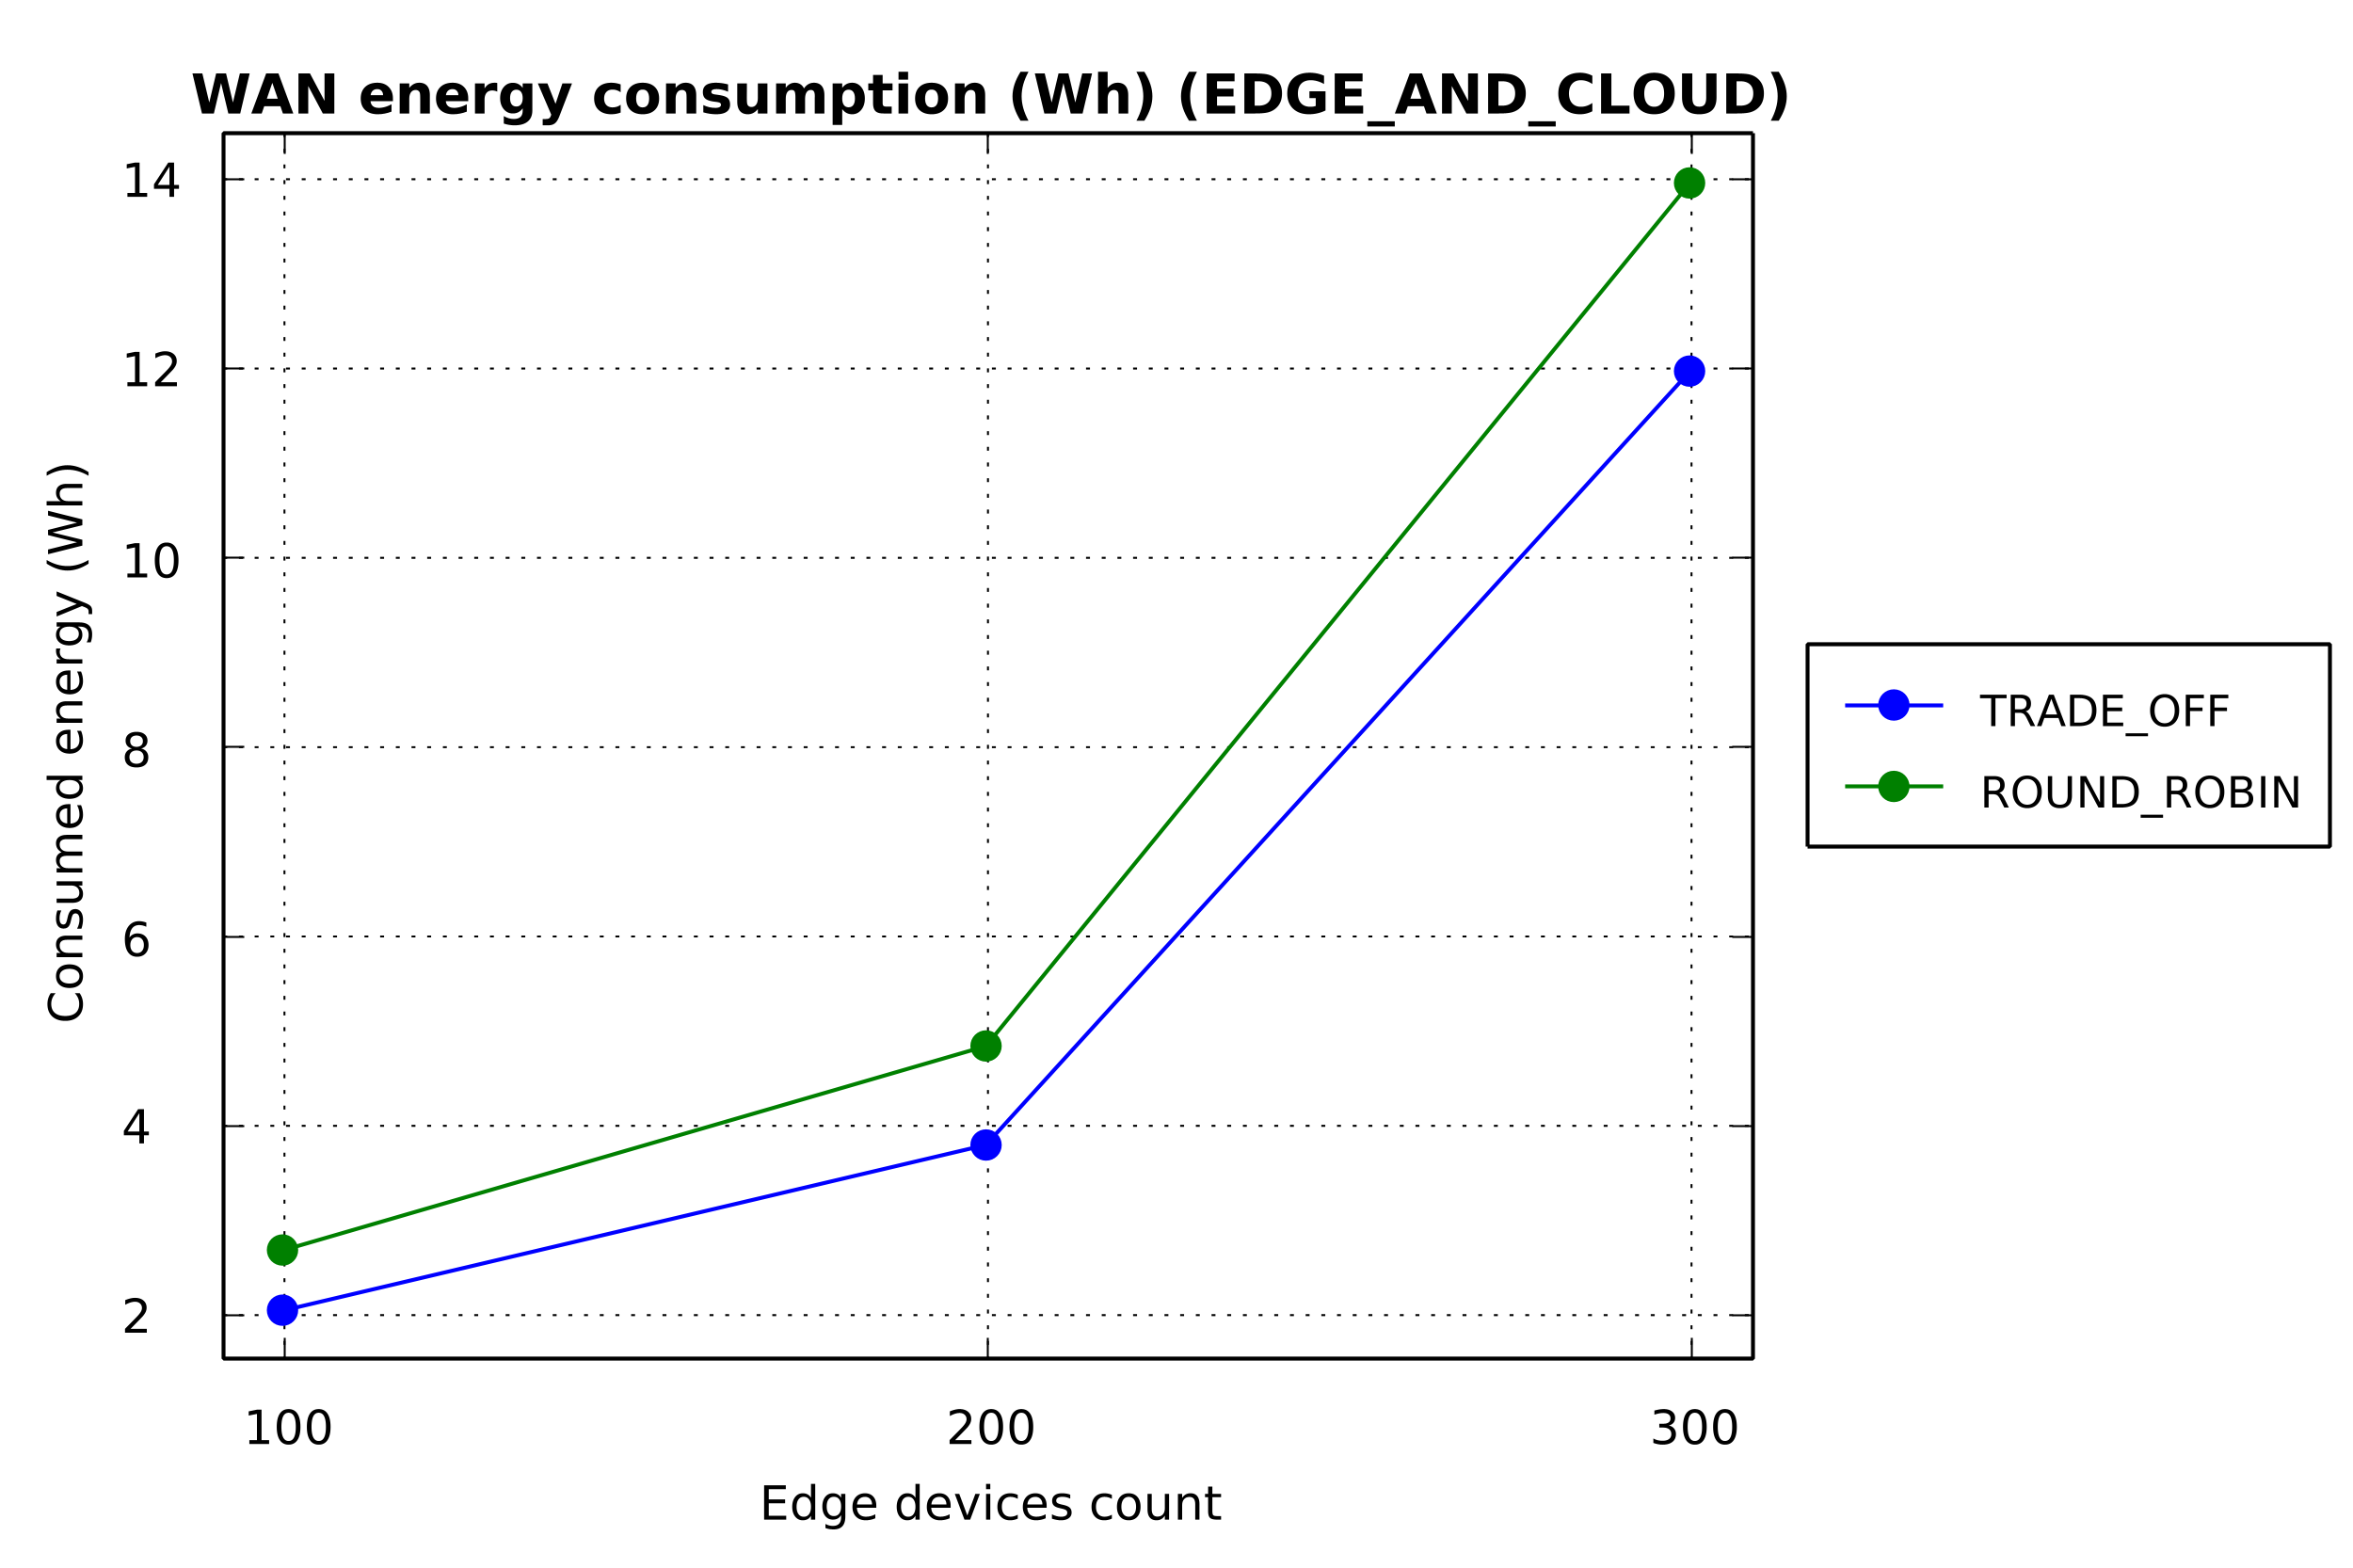 WAN energy consumption (Wh) (EDGE_AND_CLOUD)
14
12
10
8
6
4
2
Consumed energy (Wh)
100 200 300
Edge devices count
TRADE_OFF
ROUND_ROBIN